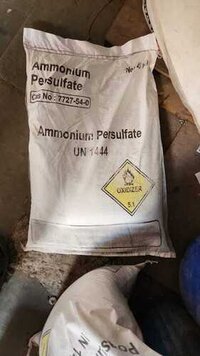 Ammonium
Persulfate
Cas No : 7727-54-0
Ammonium Persulfate
UN 1444
OXIDIZER
5.1